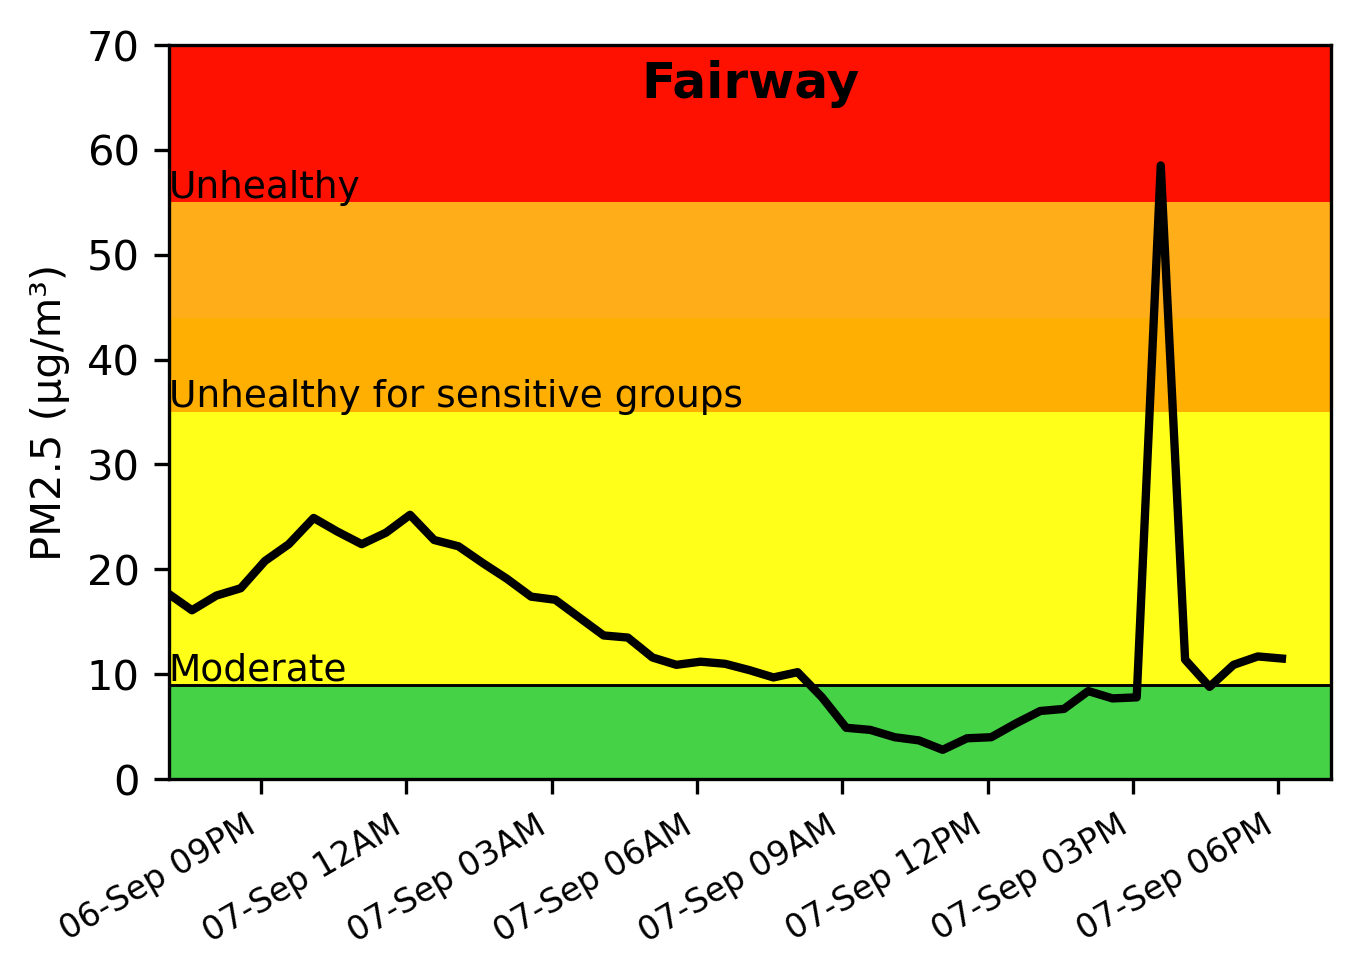 Fairway
70
60
50
40
30
20
10
0
PM2.5 (µg/m³)
Unhealthy
Unhealthy for sensitive groups
Moderate
06-Sep 09PM
07-Sep 12AM
07-Sep 03AM
07-Sep 06AM
07-Sep 09AM
07-Sep 12PM
07-Sep 03PM
07-Sep 06PM